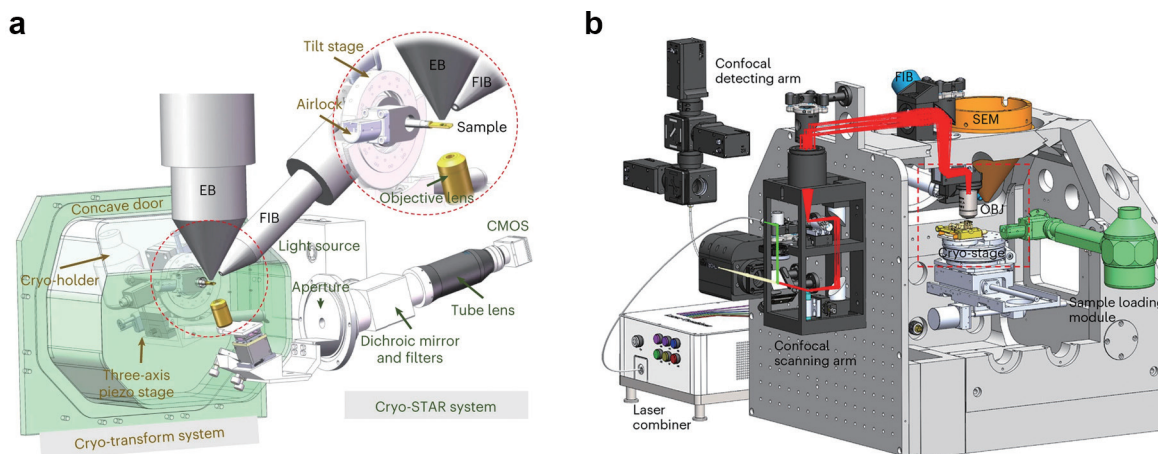 a
Tilt stage
EB
FIB
Airlock
Sample
EB
Objective lens
Concave door
FIB
CMOS
Light source
Cryo-holder
Aperture
Tube lens
Dichroic mirror
and filters
Three-axis
piezo stage
Cryo-STAR system
Cryo-transform system
b
Confocal
detecting arm
FIB
SEM
OBJ
Cryo-stage
Sample loading
module
Confocal
scanning arm
Laser
combiner